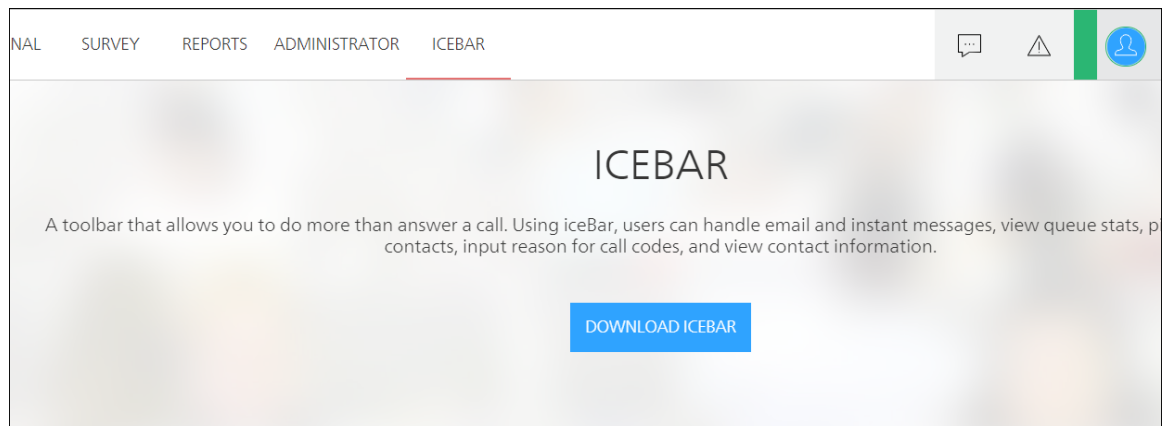 NAL SURVEY REPORTS ADMINISTRATOR ICEBAR
ICEBAR
A toolbar that allows you to do more than answer a call. Using iceBar, users can handle email and instant messages, view queue stats, pi
contacts, input reason for call codes, and view contact information.
DOWNLOAD ICEBAR